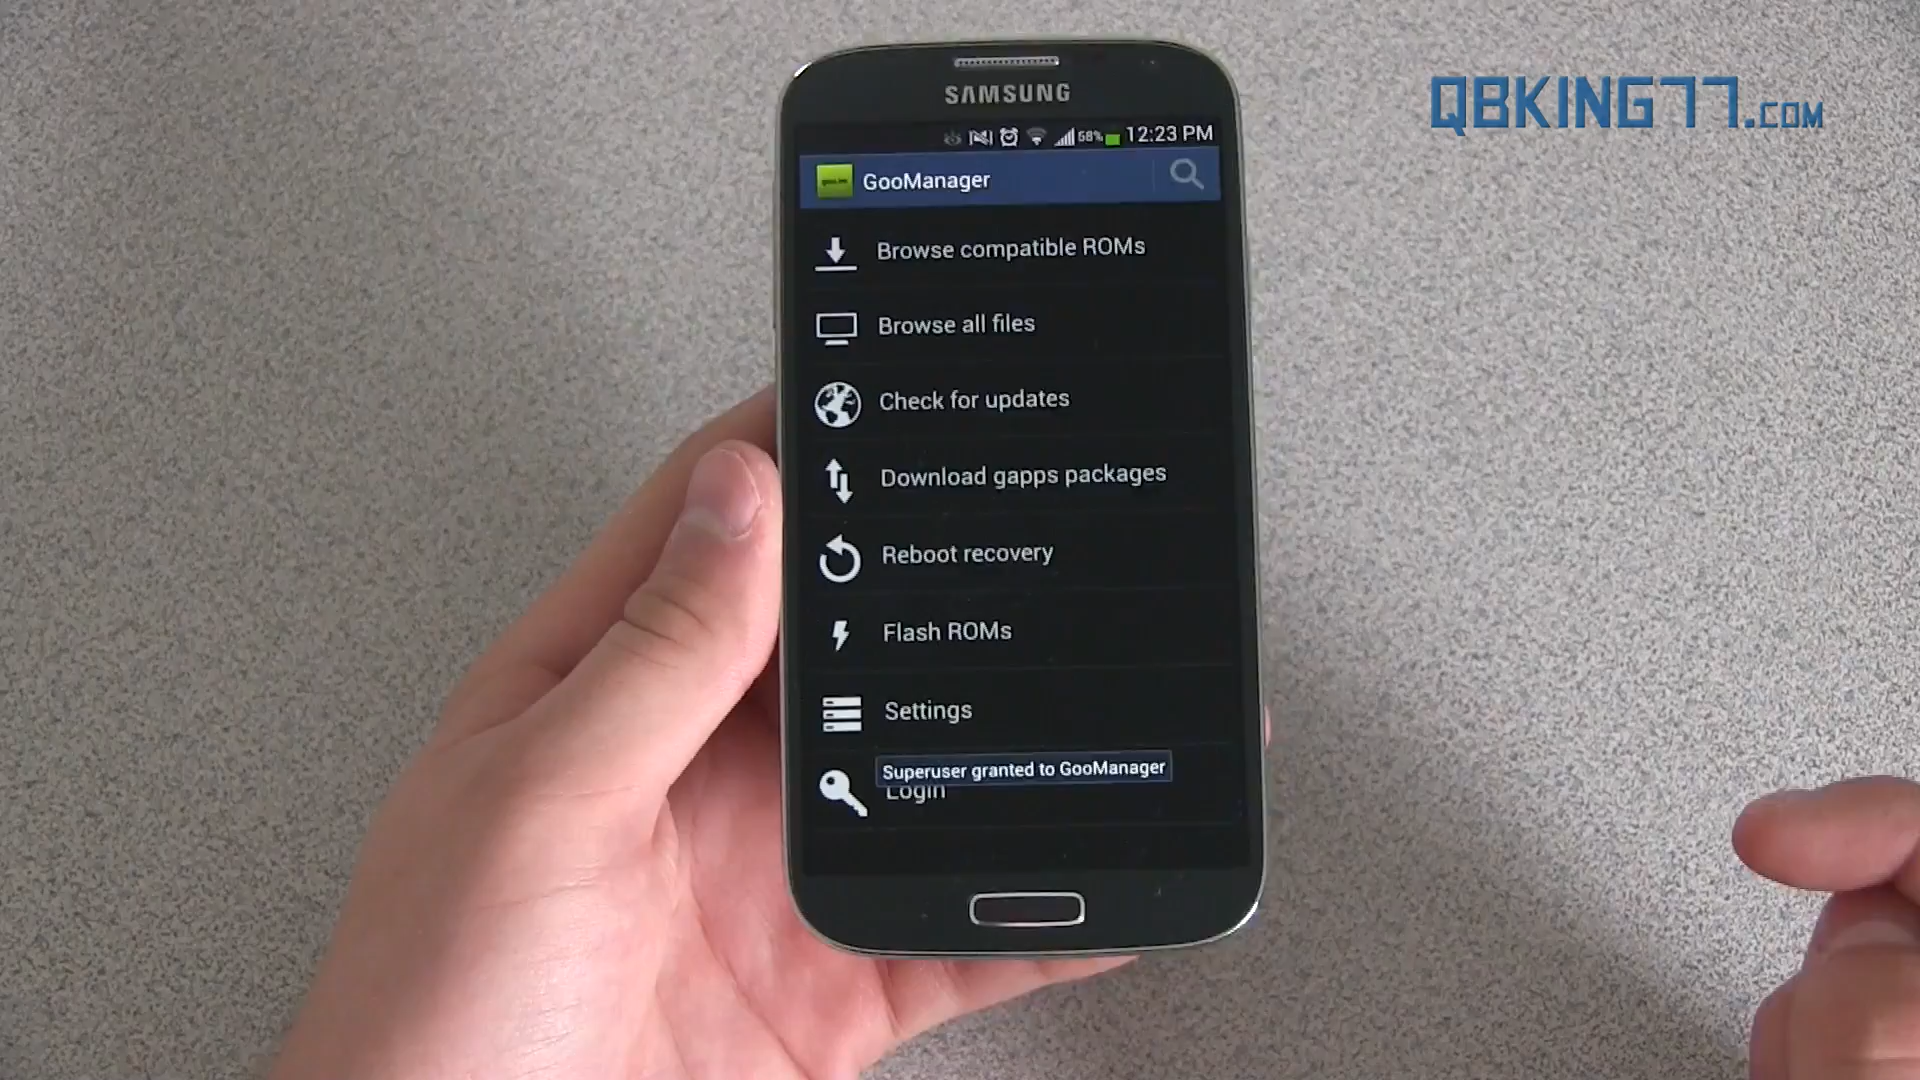 QBKING77.COM
SAMSUNG
58% 12:23 PM
GooManager
Browse compatible ROMs
Browse all files
Check for updates
Download gapps packages
Reboot recovery
Flash ROMs
Settings
Superuser granted to GooManager
Login